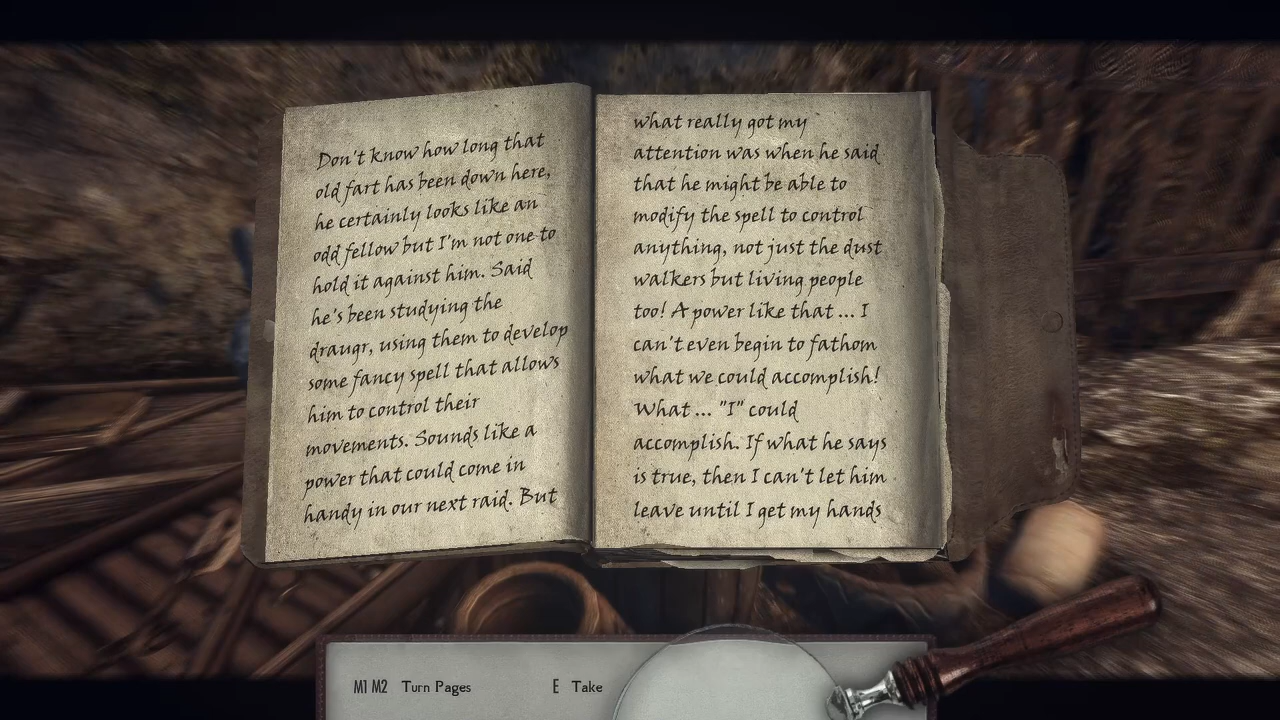 Don't know how long that
old fart has been down here,
he certainly looks like an
odd fellow but I'm not one to
hold it against him. Said
he's been studying the
draugr, using them to develop
some fancy spell that allows
him to control their
movements. Sounds like a
power that could come in
handy in our next raid. But
what really got my
attention was when he said
that he might be able to
modify the spell to control
anything, not just the dust
walkers but living people
too! A power like that ... I
can't even begin to fathom
what we could accomplish!
What ... "I" could
accomplish. If what he says
is true, then I can't let him
leave until I get my hands
M1 M2 Turn Pages E Take